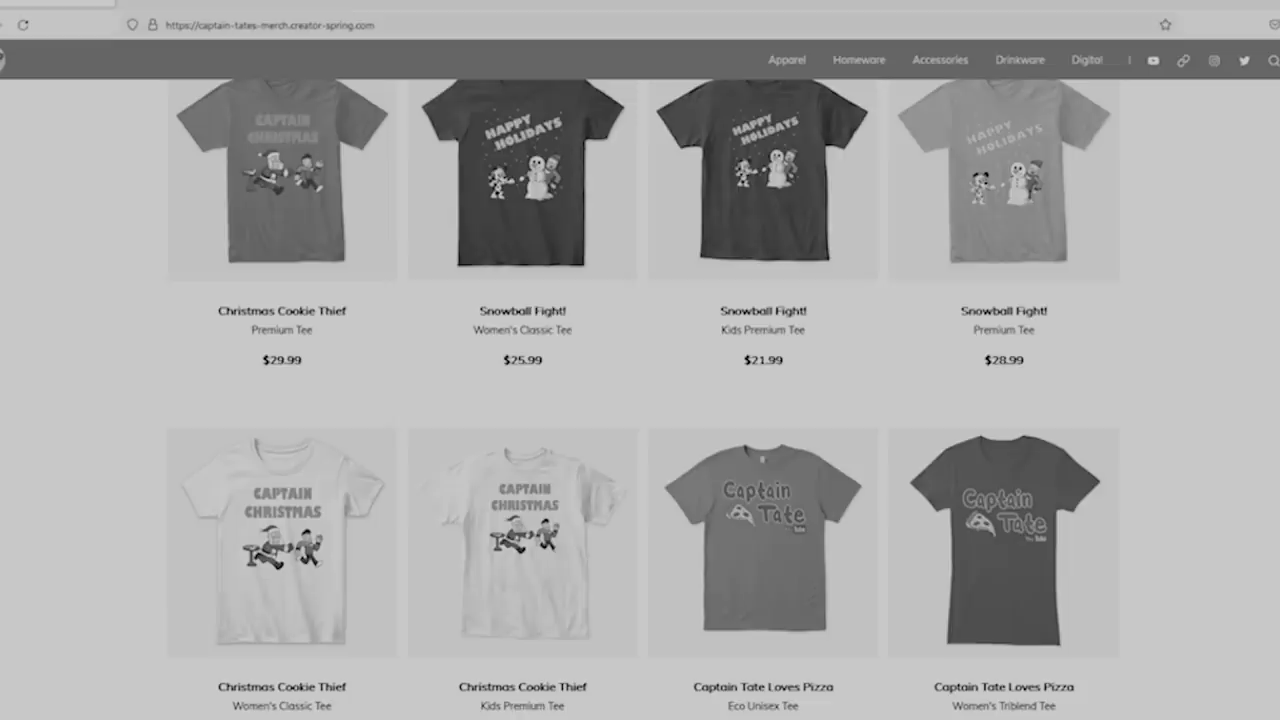 https://captain-tates-merch.creator-spring.com
Apparel Homeware Accessories Drinkware Digital
CAPTAIN
CHRISTMAS
HAPPY
HOLIDAYS
HAPPY
HOLIDAYS
HAPPY
HOLIDAYS
Christmas Cookie Thief
Premium Tee
$29.99
Snowball Fight!
Women's Classic Tee
$25.99
Snowball Fight!
Kids Premium Tee
$21.99
Snowball Fight!
Premium Tee
$28.99
CAPTAIN
CHRISTMAS
CAPTAIN
CHRISTMAS
Captain
Tate
Captain
Tate
Christmas Cookie Thief
Women's Classic Tee
Christmas Cookie Thief
Kids Premium Tee
Captain Tate Loves Pizza
Eco Unisex Tee
Captain Tate Loves Pizza
Women's Triblend Tee